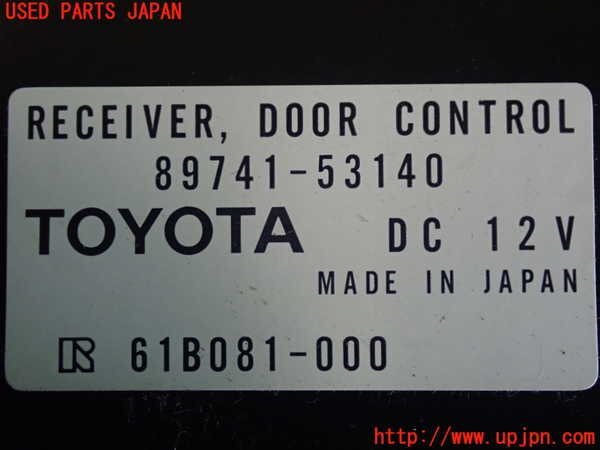 USED PARTS JAPAN
RECEIVER, DOOR CONTROL
89741-53140
TOYOTA DC 12V
MADE IN JAPAN
R 61B081-000
http://www.upjpn.com/